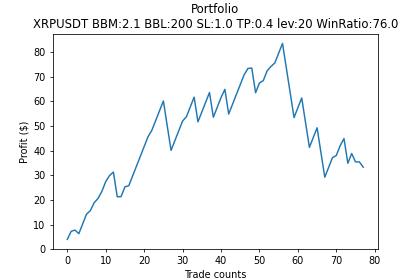 Portfolio
XRPUSDT BBM:2.1 BBL:200 SL:1.0 TP:0.4 lev:20 WinRatio:76.0
80
70
60
50
40
30
20
10
0
Profit ($)
0 10 20 30 40 50 60 70 80
Trade counts